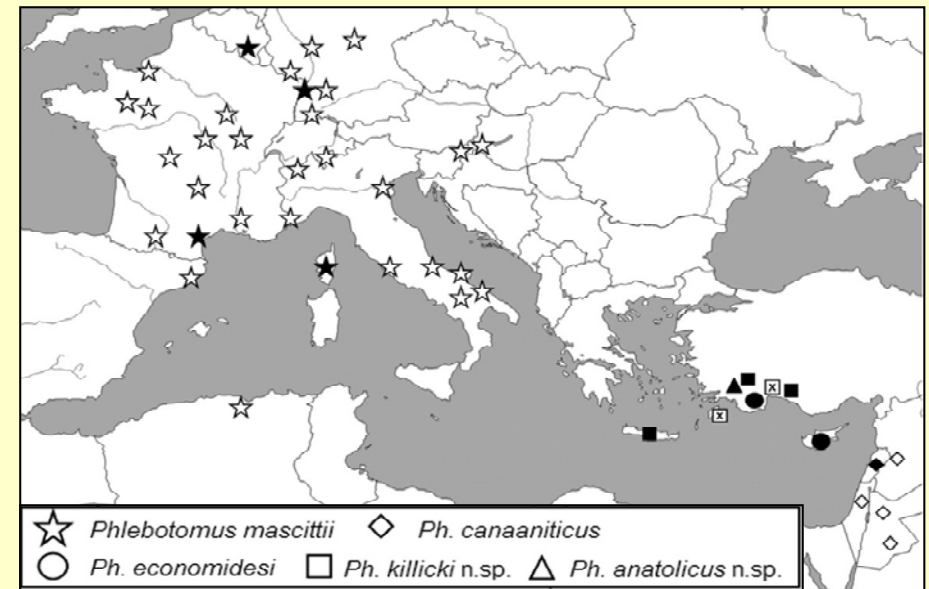 x
x
Phlebotomus mascittii Ph. canaaniticus
Ph. economidesi Ph. killicki n.sp. Ph. anatolicus n.sp.